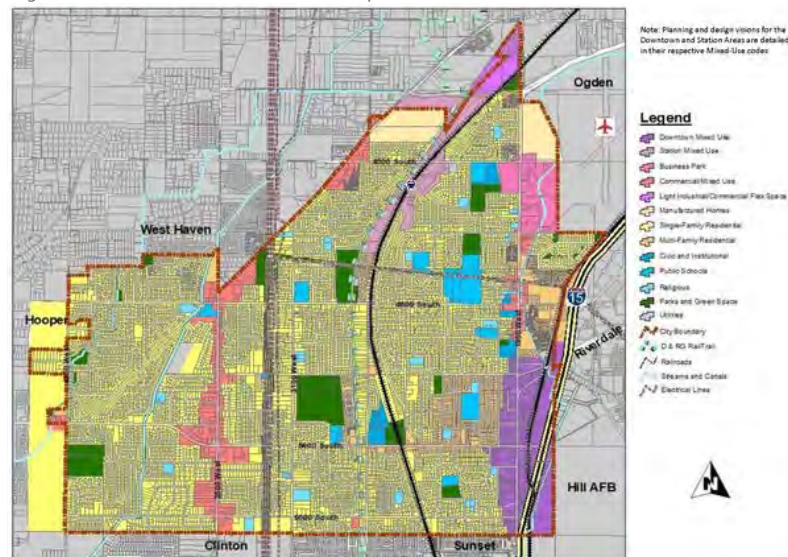 Note: Planning and design visions for the
Downtown and Station Areas are detailed
in their respective Mixed-Use codes
Ogden
Legend
Downtown Mixed Use
Station Mixed Use
Business Park
Commercial Mixed Use
Light Industrial/Commercial Flex Space
Manufactured Homes
Single-Family Residential
Multi-Family Residential
Civic and Institutional
Public Schools
Religious
Parks and Green Space
Utilities
City Boundary
D & RG Rail Trail
Railroads
Streams and Canals
Electrical Lines
4000 South
West Haven
4800 South
15
Hooper
Riverdale
5600 South
Hill AFB
6000 South
Clinton
Sunset
N